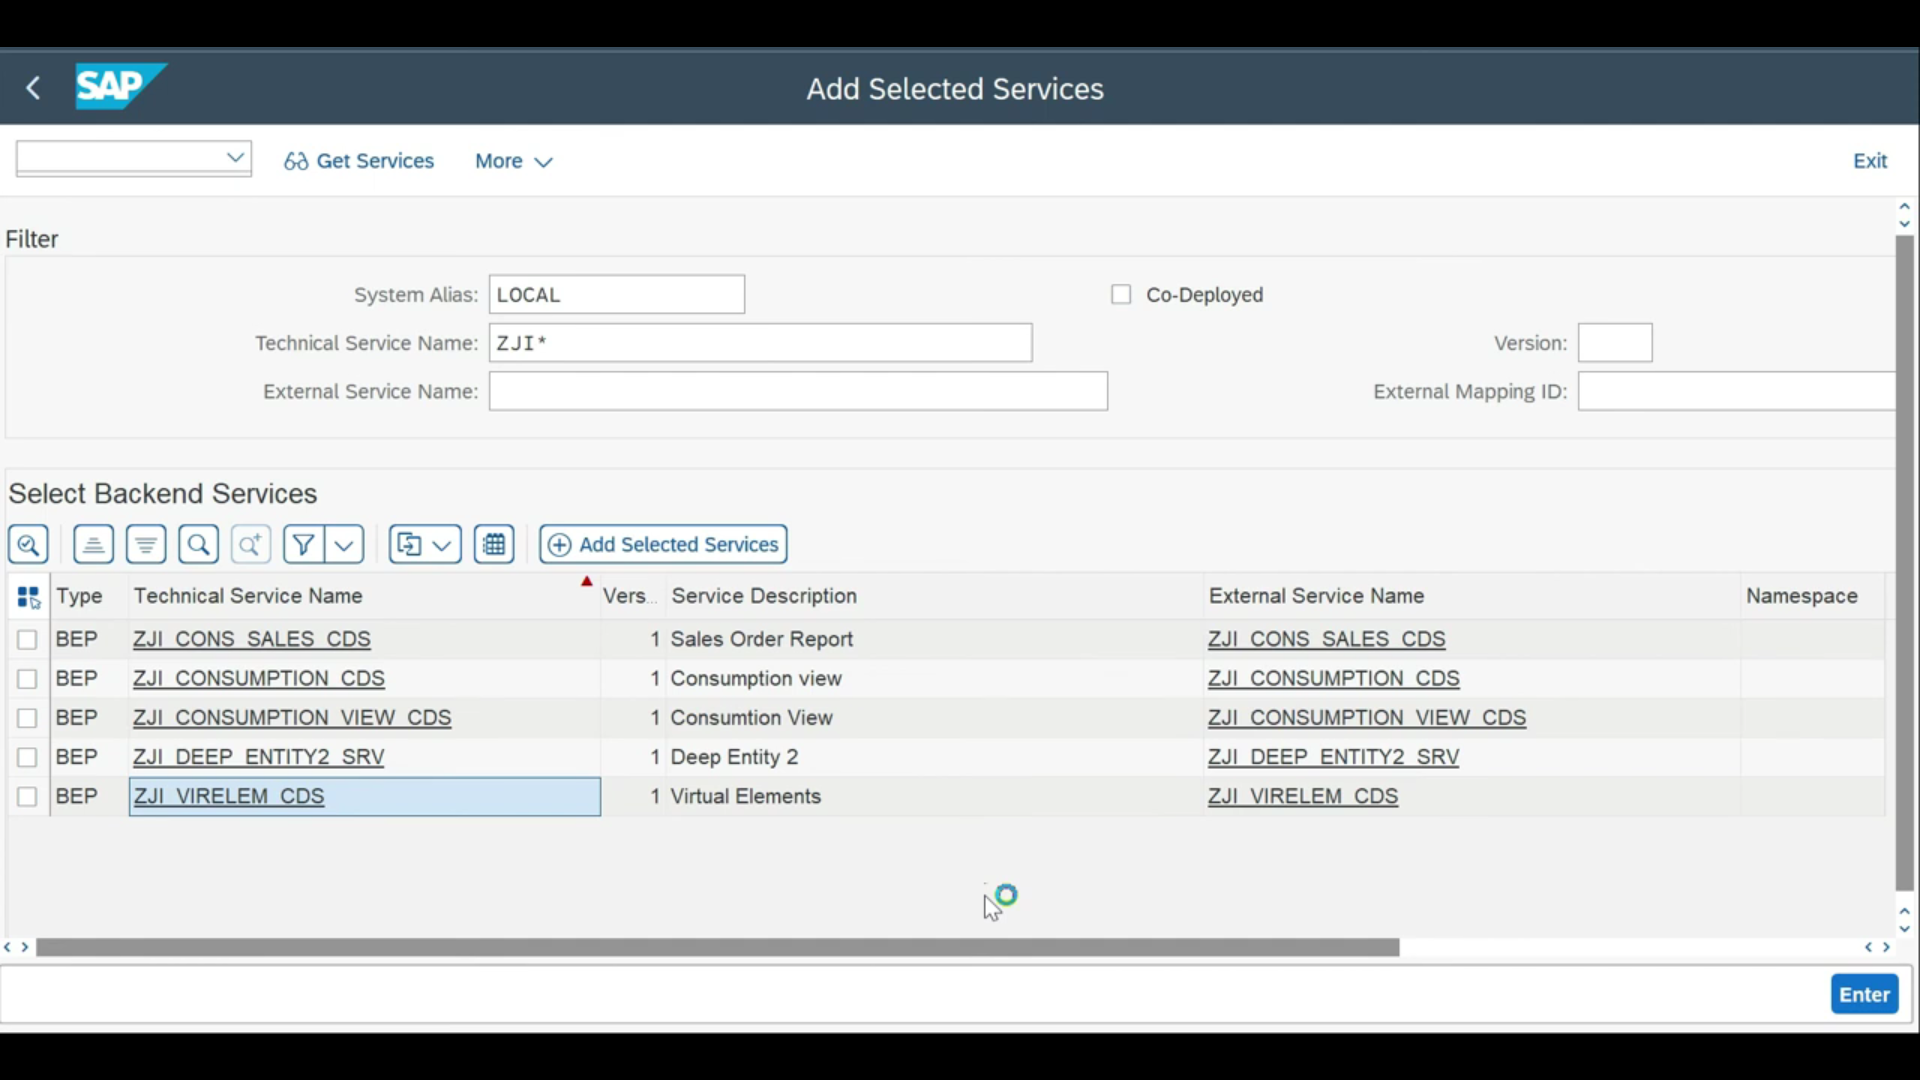 SAP
Add Selected Services
Get Services More Exit
Filter
System Alias: LOCAL Co-Deployed
Technical Service Name: ZJI* Version:
External Service Name: External Mapping ID:
Select Backend Services
Add Selected Services
Type Technical Service Name Vers... Service Description External Service Name Namespace
BEP ZJI_CONS_SALES_CDS 1 Sales Order Report ZJI_CONS_SALES_CDS
BEP ZJI_CONSUMPTION_CDS 1 Consumption view ZJI_CONSUMPTION_CDS
BEP ZJI_CONSUMPTION_VIEW_CDS 1 Consumtion View ZJI_CONSUMPTION_VIEW_CDS
BEP ZJI_DEEP_ENTITY2_SRV 1 Deep Entity 2 ZJI_DEEP_ENTITY2_SRV
BEP ZJI_VIRELEM_CDS 1 Virtual Elements ZJI_VIRELEM_CDS
Enter